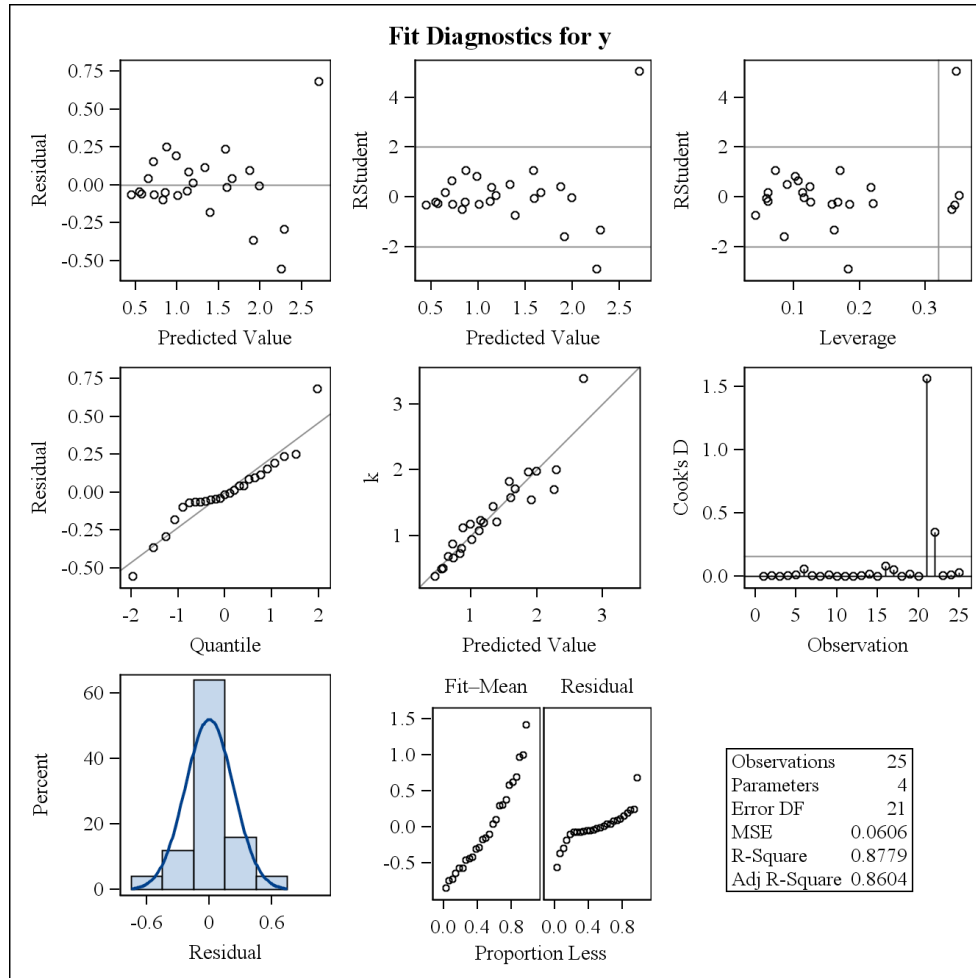 Fit Diagnostics for y
Residual
0.75
0.50
0.25
0.00
-0.25
-0.50
0.5 1.0 1.5 2.0 2.5
Predicted Value
RStudent
4
2
0
-2
0.5 1.0 1.5 2.0 2.5
Predicted Value
RStudent
4
2
0
-2
0.1 0.2 0.3
Leverage
Residual
0.75
0.50
0.25
0.00
-0.25
-0.50
-2 -1 0 1 2
Quantile
k
3
2
1
1 2 3
Predicted Value
Cook's D
1.5
1.0
0.5
0.0
0 5 10 15 20 25
Observation
Percent
60
40
20
0
-0.6 0 0.6
Residual
Fit–Mean Residual
1.5
1.0
0.5
0.0
-0.5
0.0 0.4 0.8 0.0 0.4 0.8
Proportion Less
Observations 25
Parameters 4
Error DF 21
MSE 0.0606
R-Square 0.8779
Adj R-Square 0.8604